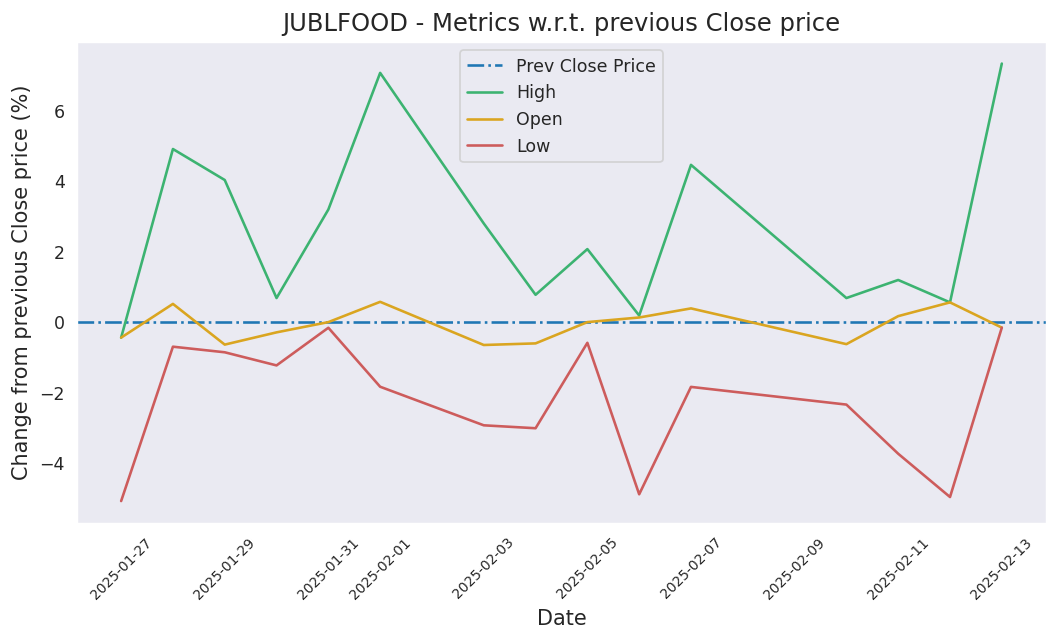 JUBLFOOD - Metrics w.r.t. previous Close price
Prev Close Price
High
Open
Low
Change from previous Close price (%)
6
4
2
0
−2
−4
2025-01-27
2025-01-29
2025-01-31
2025-02-01
2025-02-03
2025-02-05
2025-02-07
2025-02-09
2025-02-11
2025-02-13
Date